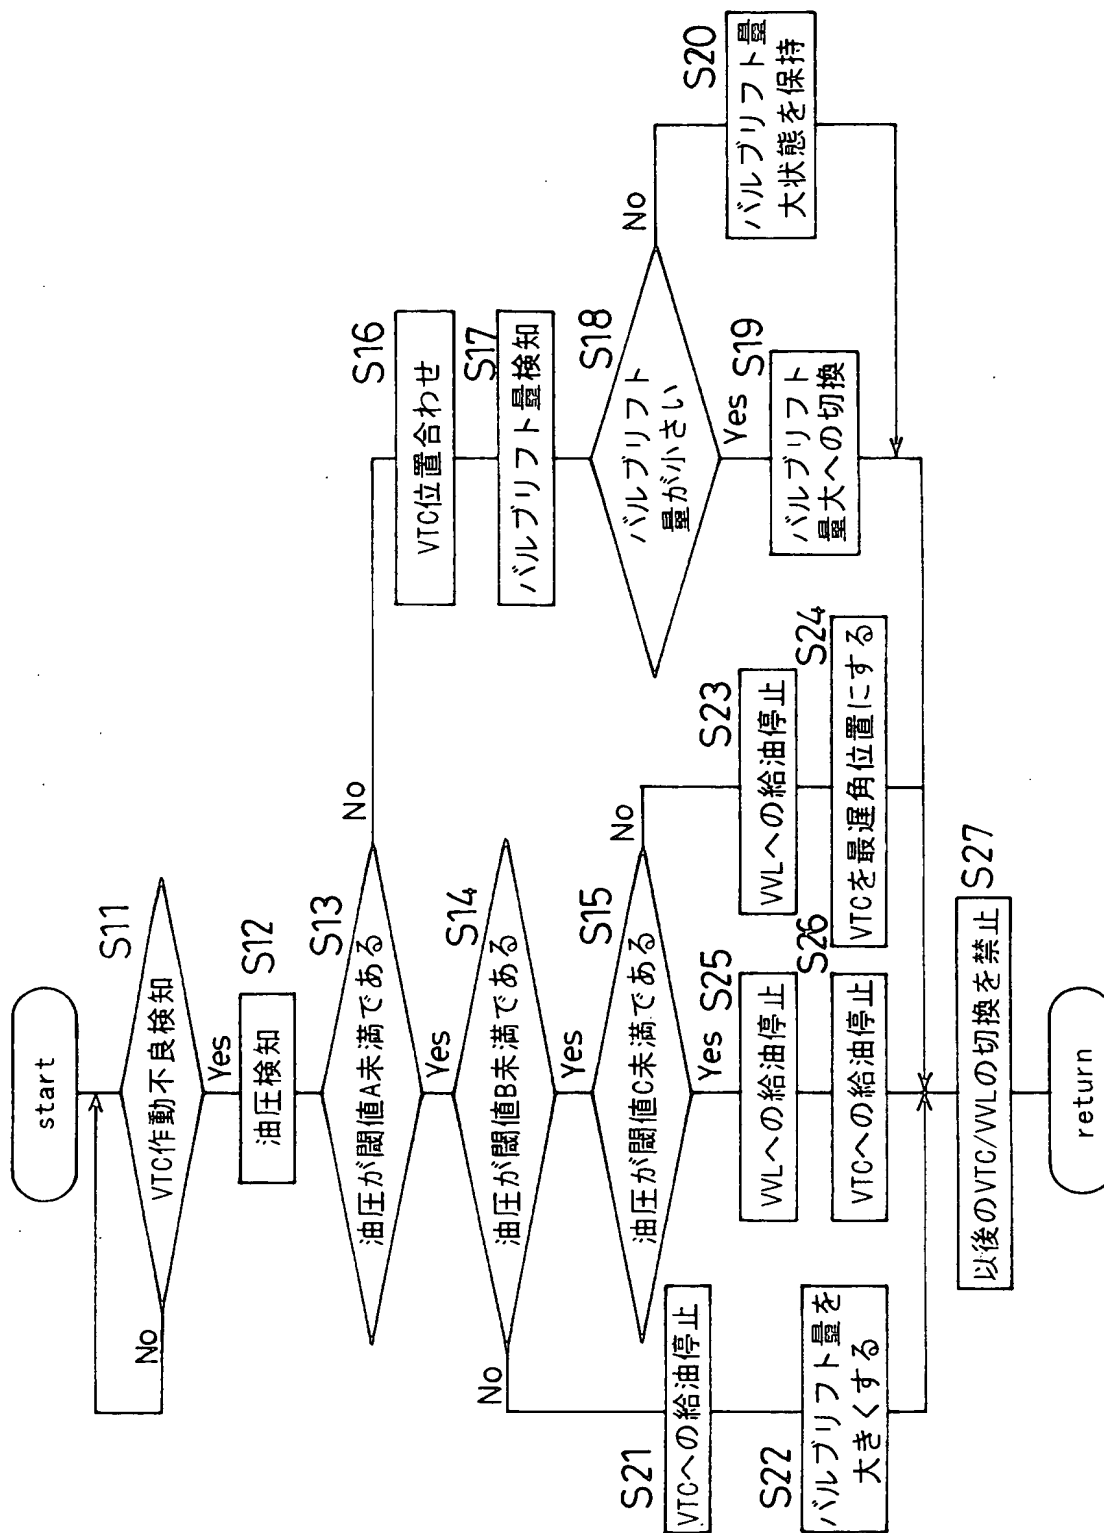 start
S11
VTC作動不良検知
No
Yes
S12
油圧検知
S13
油圧が閾値A未満である
No
Yes
S14
油圧が閾値B未満である
No
Yes
S15
油圧が閾値C未満である
No
Yes
S16
VTC位置合わせ
S17
バルブリフト量検知
S18
バルブリフト
量が小さい
No
Yes
S19
バルブリフト
量大への切換
S20
バルブリフト量
大状態を保持
S21
VTCへの給油停止
S22
バルブリフト量を
大きくする
S23
VVLへの給油停止
S24
VTCを最遅角位置にする
S25
VVLへの給油停止
S26
VTCへの給油停止
S27
以後のVTC/VVLの切換を禁止
return